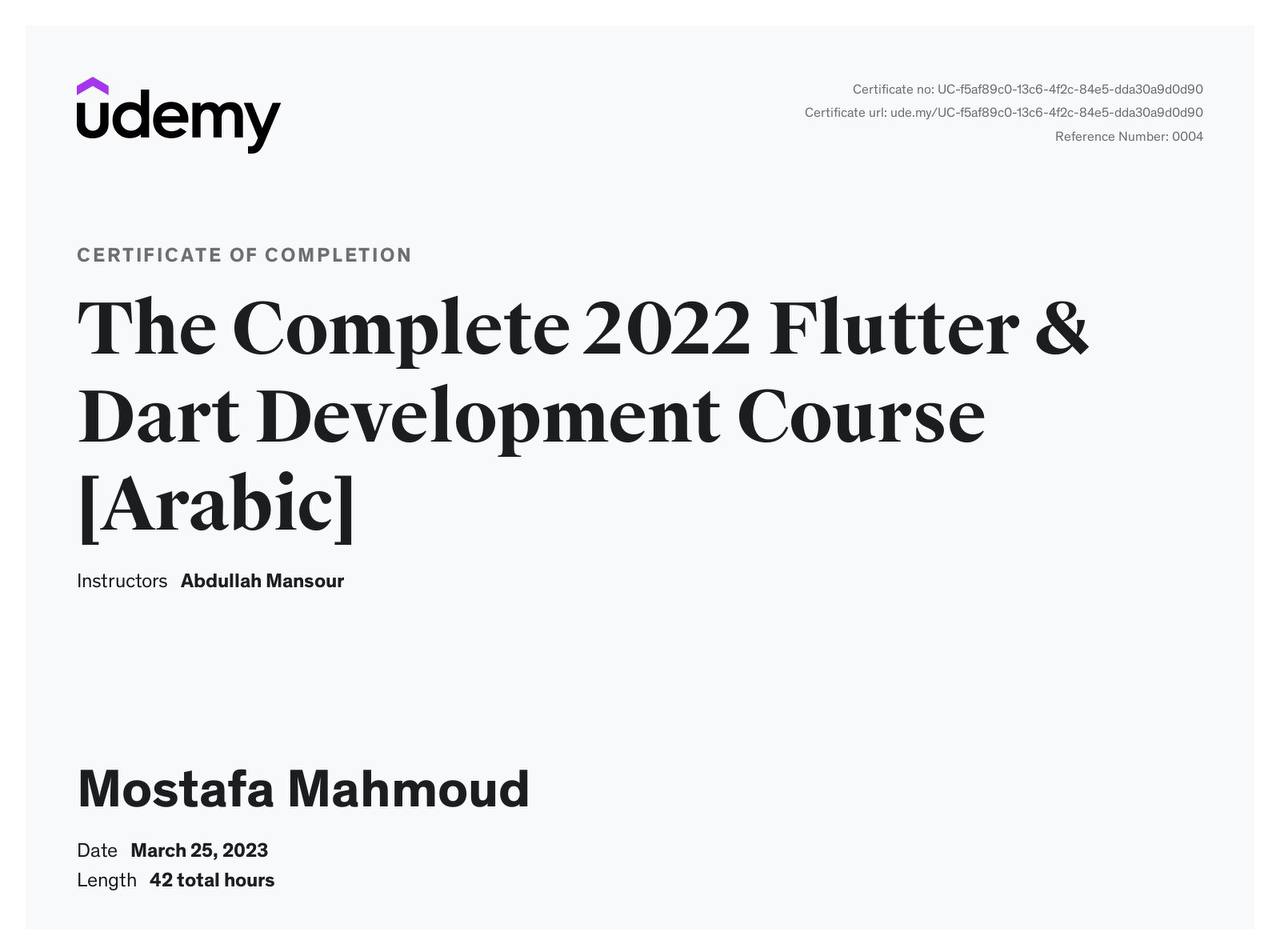 udemy
Certificate no: UC-f5af89c0-13c6-4f2c-84e5-dda30a9d0d90
Certificate url: ude.my/UC-f5af89c0-13c6-4f2c-84e5-dda30a9d0d90
Reference Number: 0004
CERTIFICATE OF COMPLETION
The Complete 2022 Flutter &
Dart Development Course
[Arabic]
Instructors Abdullah Mansour
Mostafa Mahmoud
Date March 25, 2023
Length 42 total hours